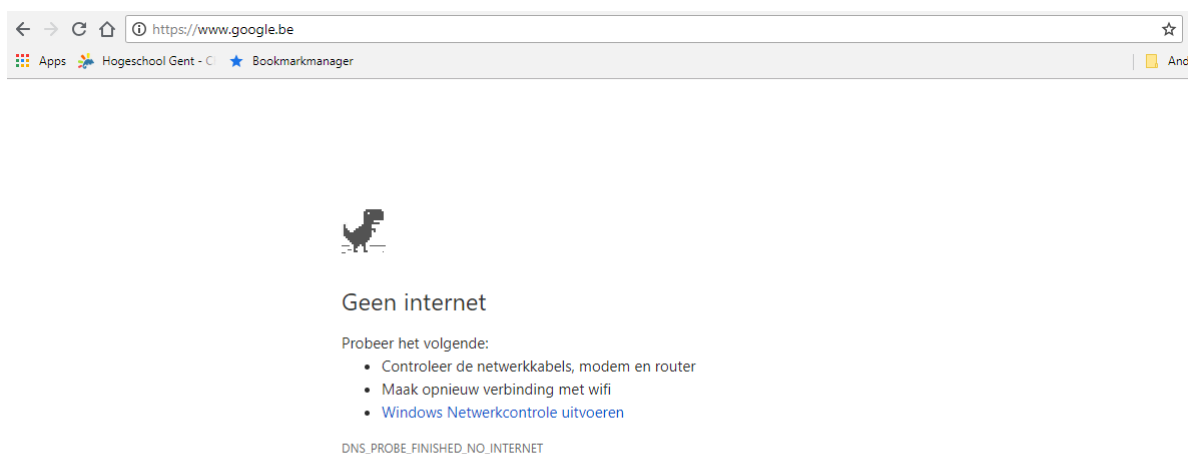 https://www.google.be
Apps Hogeschool Gent - C Bookmarkmanager And
Geen internet
Probeer het volgende:
• Controleer de netwerkkabels, modem en router
• Maak opnieuw verbinding met wifi
• Windows Netwerkcontrole uitvoeren
DNS_PROBE_FINISHED_NO_INTERNET